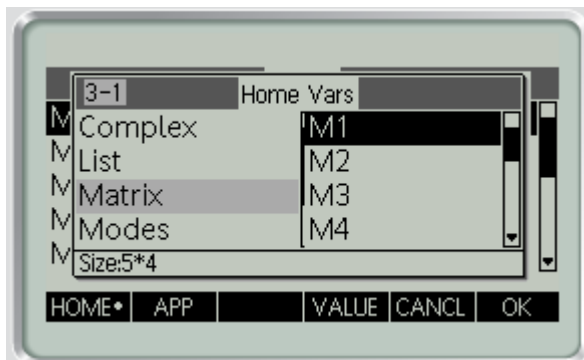 3-1 Home Vars
M Complex M1
M List M2
M Matrix M3
M Modes M4
M Size:5*4
HOME• APP VALUE CANCL OK